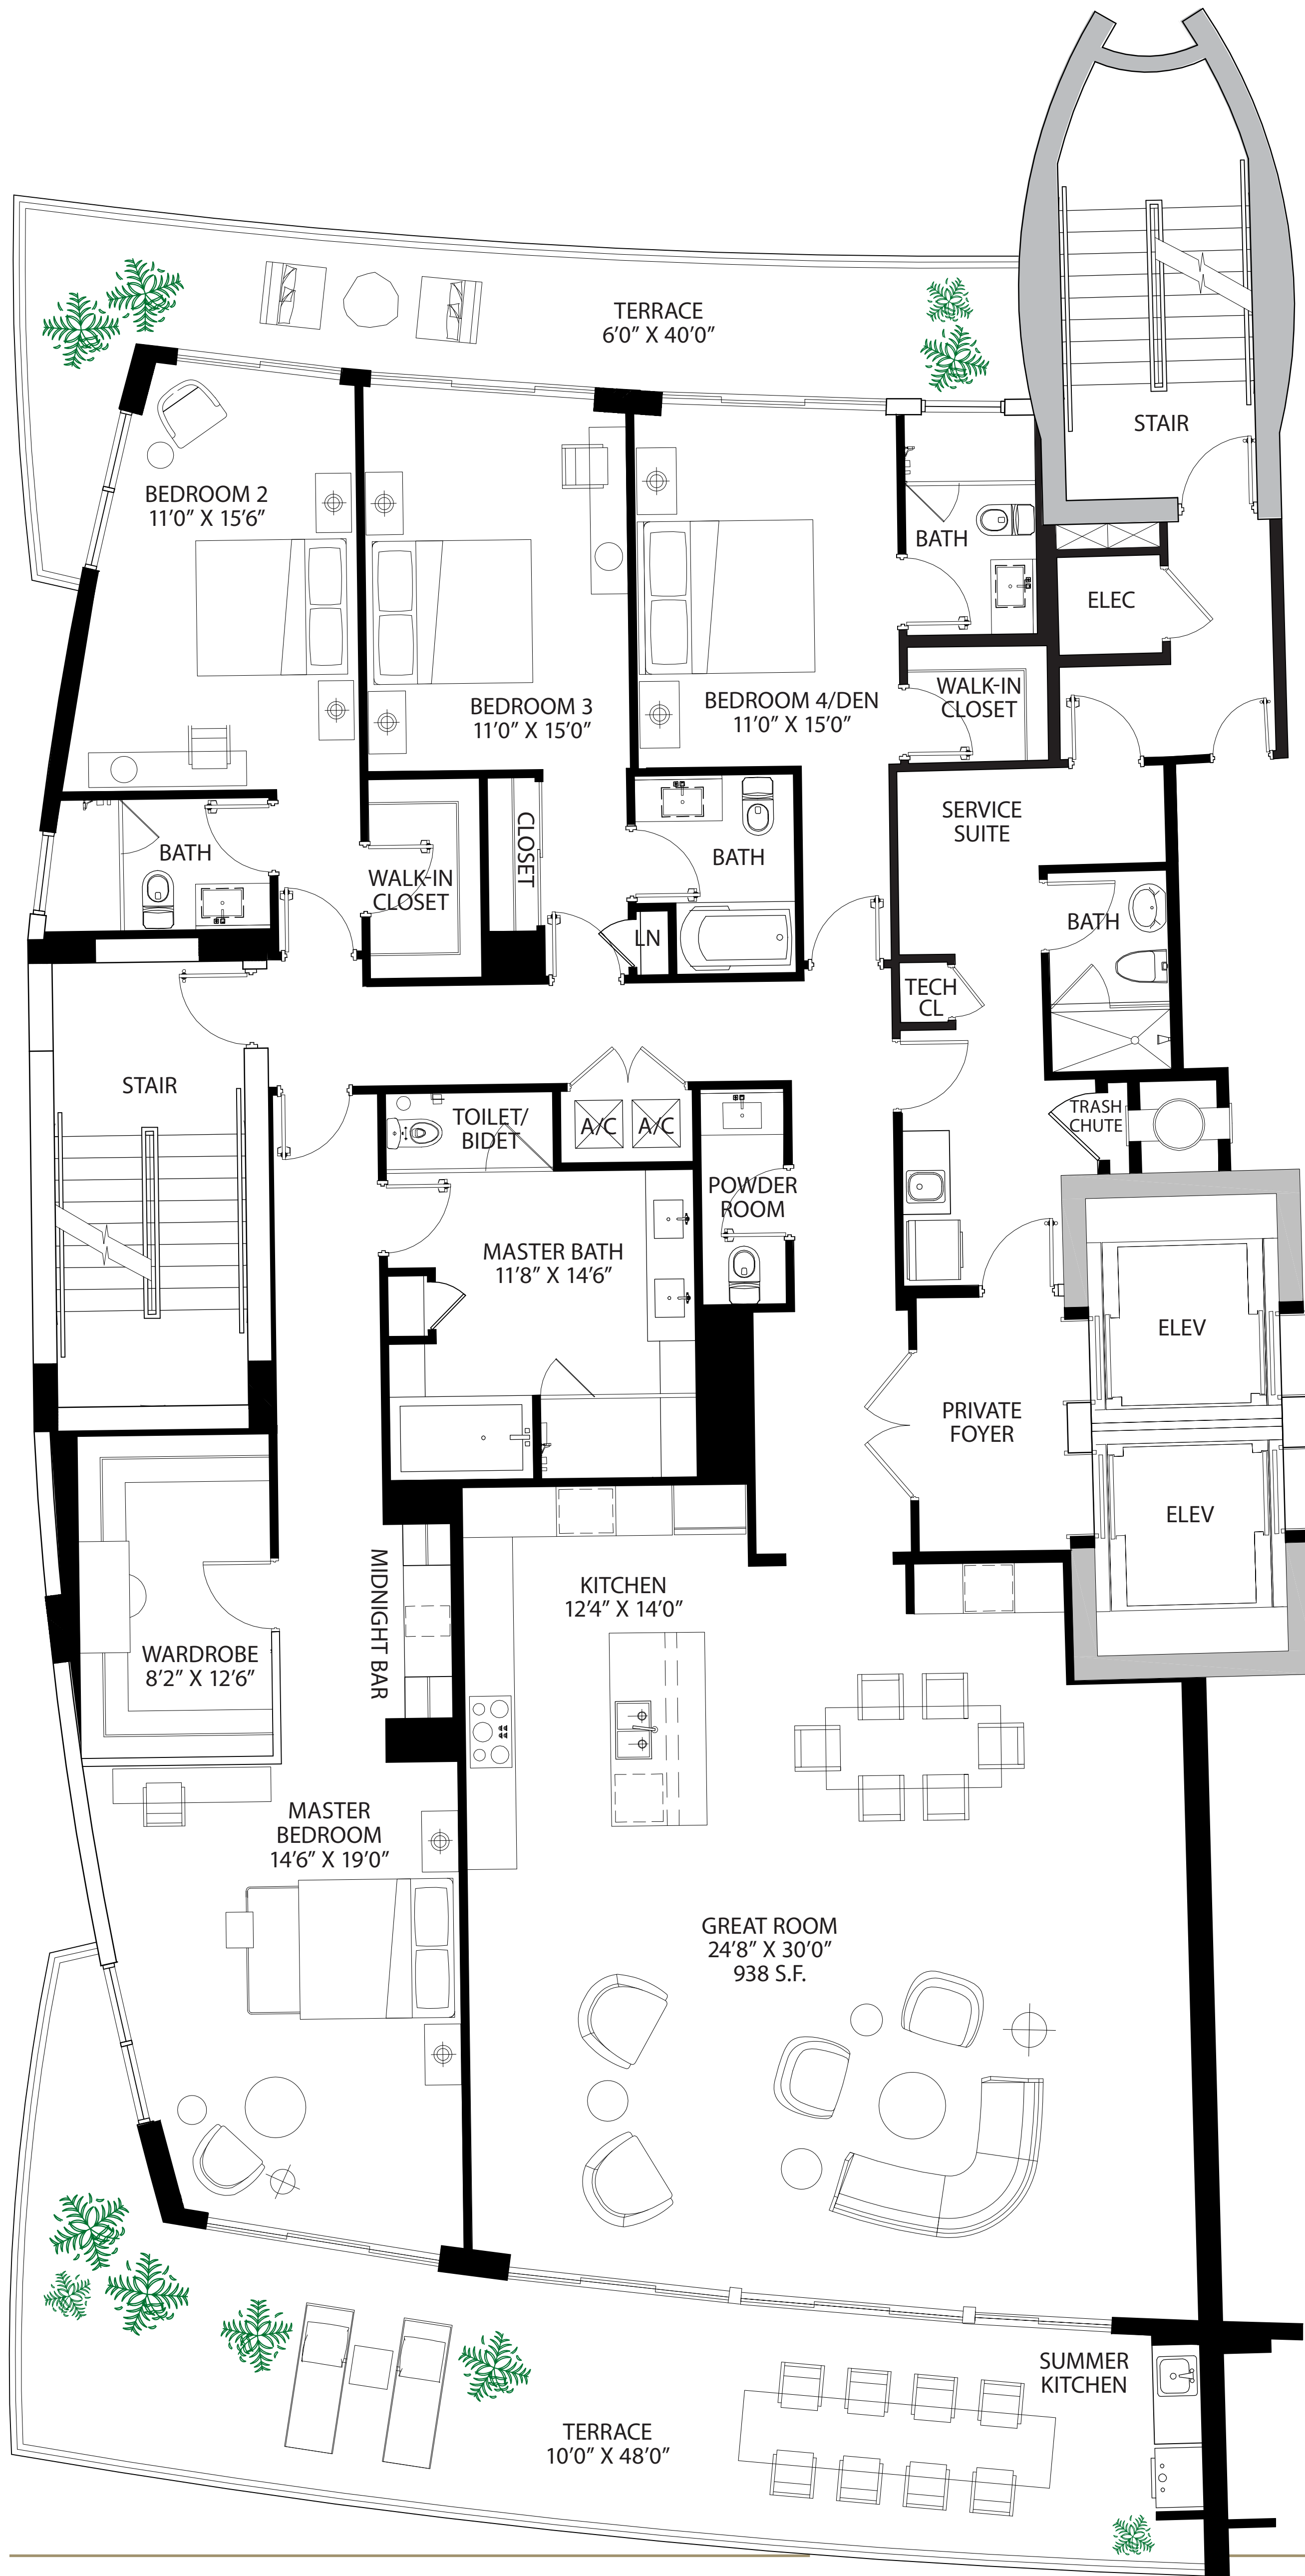 TERRACE
6'0" X 40'0"
STAIR
BEDROOM 2
11'0" X 15'6"
BATH
ELEC
BEDROOM 3
11'0" X 15'0"
BEDROOM 4/DEN
11'0" X 15'0"
WALK-IN
CLOSET
SERVICE
SUITE
BATH
WALK-IN
CLOSET
CLOSET
BATH
LN
BATH
TECH
CL
STAIR
TOILET/
BIDET
A/C
A/C
TRASH
CHUTE
POWDER
ROOM
MASTER BATH
11'8" X 14'6"
ELEV
PRIVATE
FOYER
ELEV
MIDNIGHT BAR
KITCHEN
12'4" X 14'0"
WARDROBE
8'2" X 12'6"
MASTER
BEDROOM
14'6" X 19'0"
GREAT ROOM
24'8" X 30'0"
938 S.F.
SUMMER
KITCHEN
TERRACE
10'0" X 48'0"